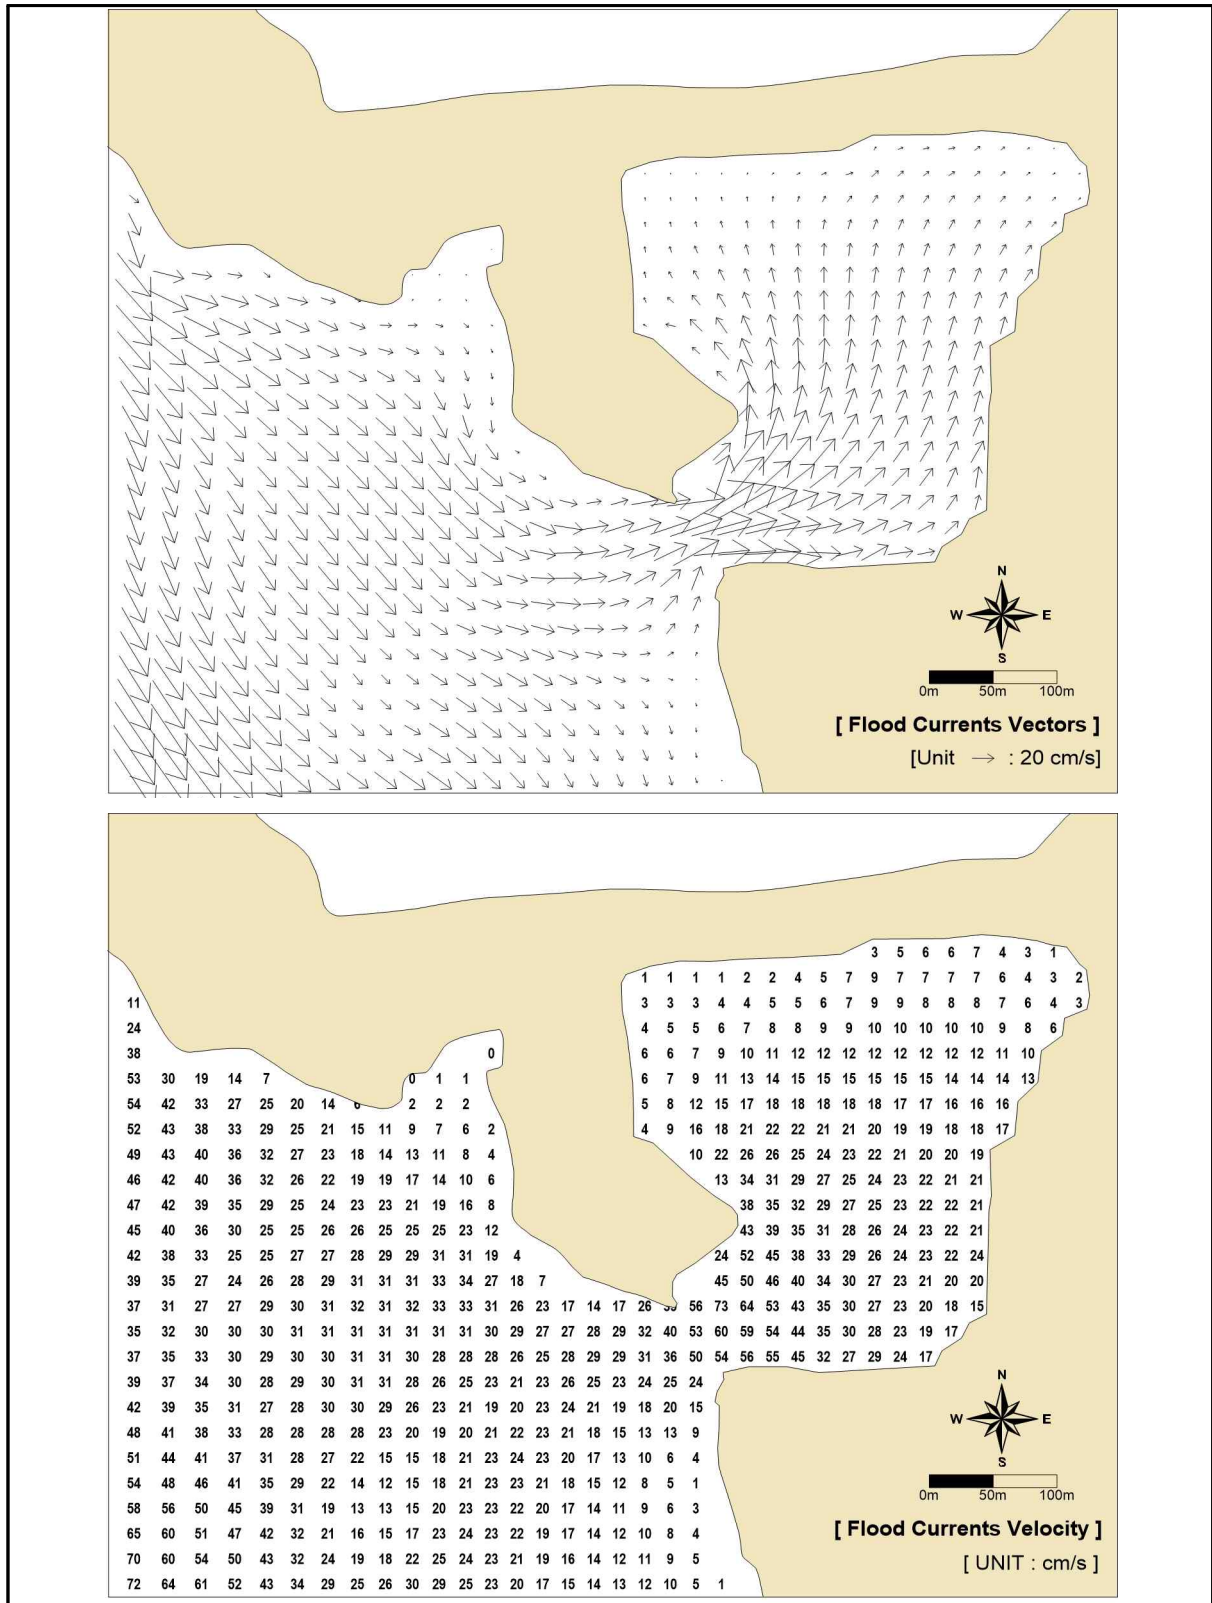 N
W E
S
0m 50m 100m
[ Flood Currents Vectors ]
[Unit → : 20 cm/s]
3 5 6 6 7 4 3 1
1 1 1 1 2 2 4 5 7 9 7 7 7 7 6 4 3 2
11 3 3 3 4 4 5 5 6 7 9 9 8 8 8 7 6 4 3
24 4 5 5 6 7 8 8 9 9 10 10 10 10 10 9 8 6
38 0 6 6 7 9 10 11 12 12 12 12 12 12 12 12 11 10
53 30 19 14 7 0 1 1 6 7 9 11 13 14 15 15 15 15 15 15 14 14 14 13
54 42 33 27 25 20 14 2 2 2 5 8 12 15 17 18 18 18 18 18 17 17 16 16 16
52 43 38 33 29 25 21 15 11 9 7 6 2 4 9 16 18 21 22 22 21 21 20 19 19 18 18 17
49 43 40 36 32 27 23 18 14 13 11 8 4 10 22 26 26 25 24 23 22 21 20 20 19
46 42 40 36 32 26 22 19 19 17 14 10 6 13 34 31 29 27 25 24 23 22 21 21
47 42 39 35 29 25 24 23 23 21 19 16 8 38 35 32 29 27 25 23 22 22 21
45 40 36 30 25 25 26 26 25 25 25 23 12 43 39 35 31 28 26 24 23 22 21
42 38 33 25 25 27 27 28 29 29 31 31 19 4 24 52 45 38 33 29 26 24 23 22 24
39 35 27 24 26 28 29 31 31 31 33 34 27 18 7 45 50 46 40 34 30 27 23 21 20 20
37 31 27 27 29 30 31 32 31 32 33 33 31 26 23 17 14 17 26 56 73 64 53 43 35 30 27 23 20 18 15
35 32 30 30 30 31 31 31 31 31 31 31 30 29 27 27 28 29 32 40 53 60 59 54 44 35 30 28 23 19 17
37 35 33 30 29 30 30 31 31 30 28 28 28 26 25 28 29 29 31 36 50 54 56 55 45 32 27 29 24 17
39 37 34 30 28 29 30 31 31 28 26 25 23 21 23 26 25 23 24 25 24
42 39 35 31 27 28 30 30 29 26 23 21 19 20 23 24 21 19 18 20 15
48 41 38 33 28 28 28 28 23 20 19 20 21 22 23 21 18 15 13 13 9
51 44 41 37 31 28 27 22 15 15 18 21 23 24 23 20 17 13 10 6 4
54 48 46 41 35 29 22 14 12 15 18 21 23 23 21 18 15 12 8 5 1
58 56 50 45 39 31 19 13 13 15 20 23 23 22 20 17 14 11 9 6 3
65 60 51 47 42 32 21 16 15 17 23 24 23 22 19 17 14 12 10 8 4
70 60 54 50 43 32 24 19 18 22 25 24 23 21 19 16 14 12 11 9 5
72 64 61 52 43 34 29 25 26 30 29 25 23 20 17 15 14 13 12 10 5 1
N
W E
S
0m 50m 100m
[ Flood Currents Velocity ]
[ UNIT : cm/s ]